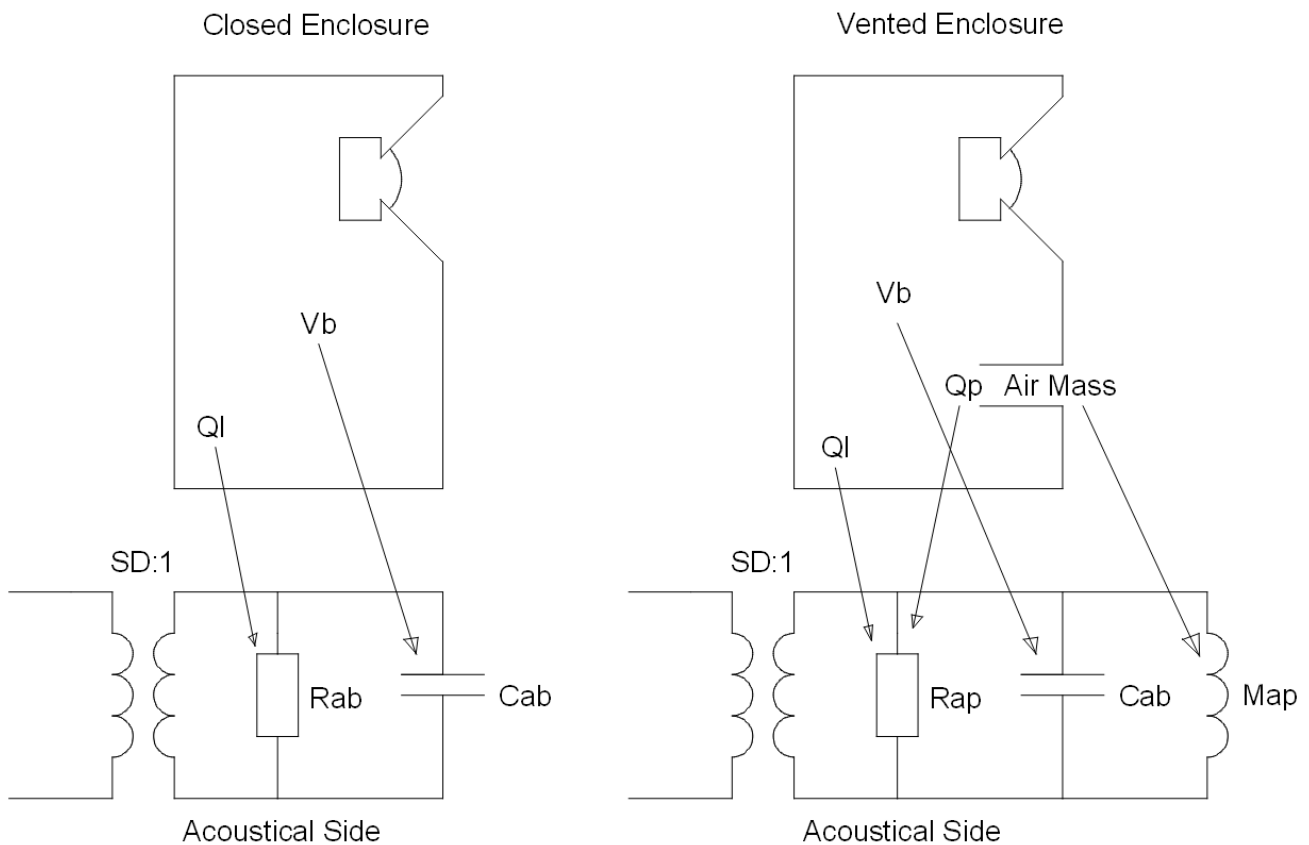 Closed Enclosure
Vb
Ql
SD:1
Rab
Cab
Acoustical Side
Vented Enclosure
Vb
Qp Air Mass
Ql
SD:1
Rap
Cab
Map
Acoustical Side